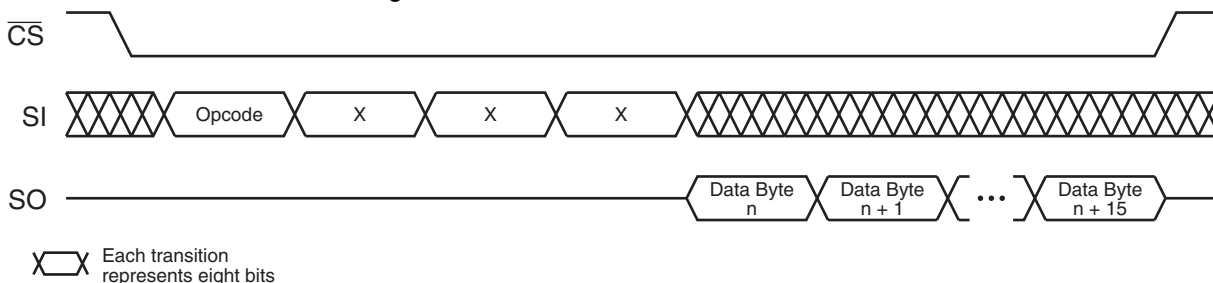 CS
SI
Opcode
X
X
X
SO
Data Byte
n
Data Byte
n + 1
•••
Data Byte
n + 15
Each transition
represents eight bits